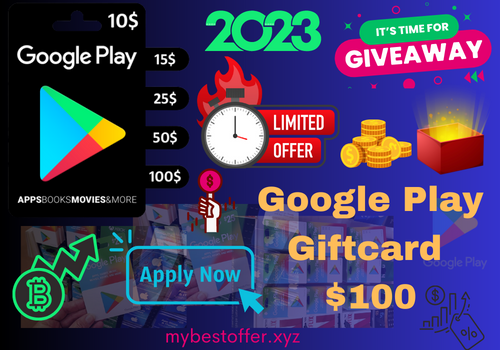 10$
Google Play
15$
25$
50$
100$
APPSBOOKSMOVIES&MORE
2023
IT'S TIME FOR
GIVEAWAY
LIMITED
OFFER
Google Play
Giftcard
$100
Apply Now
Google Play
mybestoffer.xyz